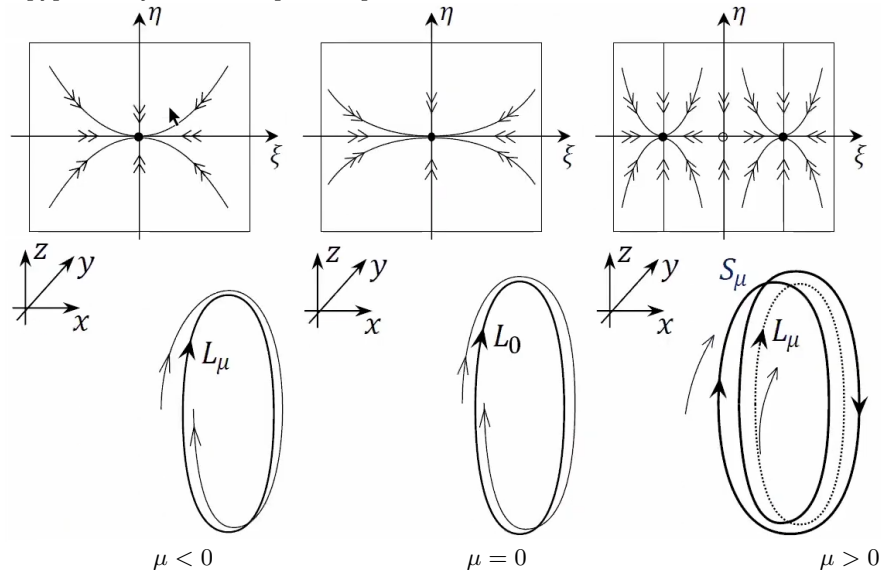 η η η
ξ ξ ξ
z y x z y x z y x
S_μ
L_μ L_0 L_μ
μ < 0 μ = 0 μ > 0